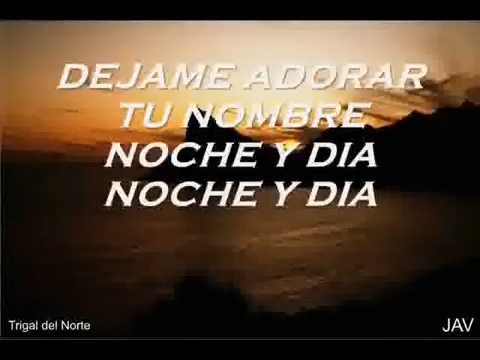 DEJAME ADORAR
TU NOMBRE
NOCHE Y DIA
NOCHE Y DIA
Trigal del Norte
JAV